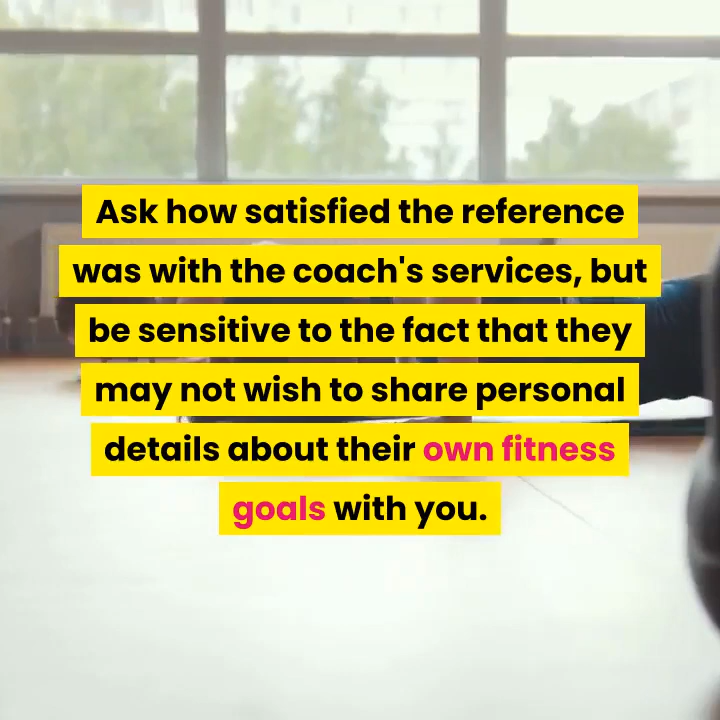 Ask how satisfied the reference
was with the coach's services, but
be sensitive to the fact that they
may not wish to share personal
details about their own fitness
goals with you.